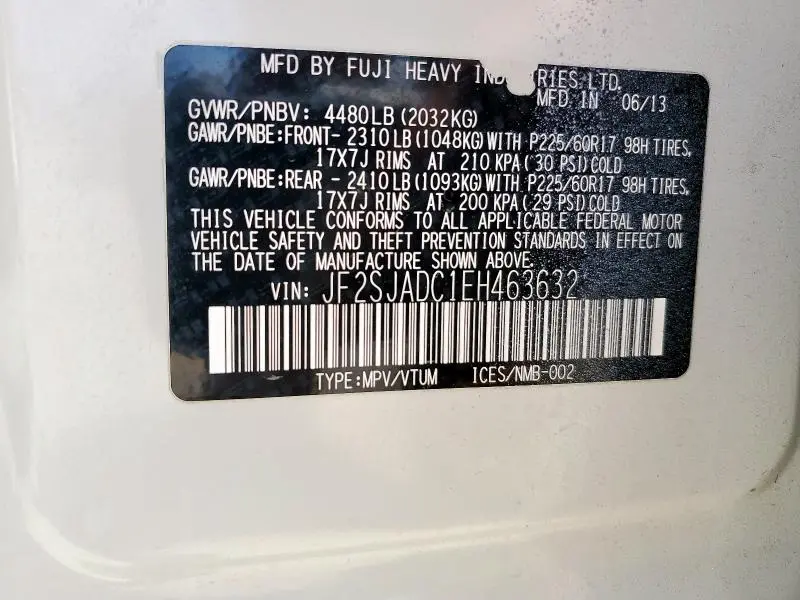 MFD BY FUJI HEAVY INDUSTRIES LTD.
MFD IN 06/13
GVWR/PNBV: 4480LB (2032KG)
GAWR/PNBE:FRONT- 2310LB (1048KG) WITH P225/60R17 98H TIRES,
17X7J RIMS AT 210 KPA (30 PSI) COLD
GAWR/PNBE:REAR - 2410LB (1093KG) WITH P225/60R17 98H TIRES,
17X7J RIMS AT 200 KPA (29 PSI) COLD
THIS VEHICLE CONFORMS TO ALL APPLICABLE FEDERAL MOTOR
VEHICLE SAFETY AND THEFT PREVENTION STANDARDS IN EFFECT ON
THE DATE OF MANUFACTURE SHOWN ABOVE.
VIN: JF2SJADC1EH463632
TYPE:MPV/VTUM ICES/NMB-002